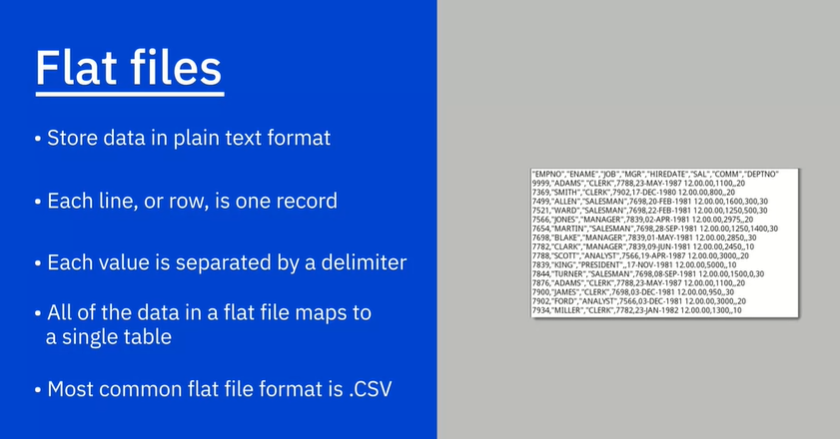 Flat files
• Store data in plain text format
• Each line, or row, is one record
• Each value is separated by a delimiter
• All of the data in a flat file maps to
a single table
• Most common flat file format is .CSV
"EMPNO","ENAME","JOB","MGR","HIREDATE","SAL","COMM","DEPTNO"
9999,"ADAMS","CLERK",7788,23-MAY-1987 12.00.00,1100,,20
7369,"SMITH","CLERK",7902,17-DEC-1980 12.00.00,800,,20
7499,"ALLEN","SALESMAN",7698,20-FEB-1981 12.00.00,1600,300,30
7521,"WARD","SALESMAN",7698,22-FEB-1981 12.00.00,1250,500,30
7566,"JONES","MANAGER",7839,02-APR-1981 12.00.00,2975,,20
7654,"MARTIN","SALESMAN",7698,28-SEP-1981 12.00.00,1250,1400,30
7698,"BLAKE","MANAGER",7839,01-MAY-1981 12.00.00,2850,,30
7782,"CLARK","MANAGER",7839,09-JUN-1981 12.00.00,2450,,10
7788,"SCOTT","ANALYST",7566,19-APR-1987 12.00.00,3000,,20
7839,"KING","PRESIDENT",,17-NOV-1981 12.00.00,5000,,10
7844,"TURNER","SALESMAN",7698,08-SEP-1981 12.00.00,1500,0,30
7876,"ADAMS","CLERK",7788,23-MAY-1987 12.00.00,1100,,20
7900,"JAMES","CLERK",7698,03-DEC-1981 12.00.00,950,,30
7902,"FORD","ANALYST",7566,03-DEC-1981 12.00.00,3000,,20
7934,"MILLER","CLERK",7782,23-JAN-1982 12.00.00,1300,,10